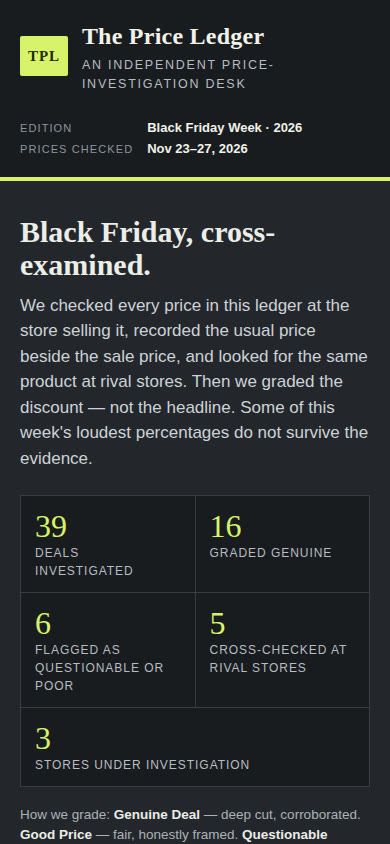 TPL
The Price Ledger
AN INDEPENDENT PRICE-
INVESTIGATION DESK
EDITION Black Friday Week · 2026
PRICES CHECKED Nov 23–27, 2026
Black Friday, cross-
examined.
We checked every price in this ledger at the
store selling it, recorded the usual price
beside the sale price, and looked for the same
product at rival stores. Then we graded the
discount — not the headline. Some of this
week's loudest percentages do not survive the
evidence.
39
DEALS
INVESTIGATED
16
GRADED GENUINE
6
FLAGGED AS
QUESTIONABLE OR
POOR
5
CROSS-CHECKED AT
RIVAL STORES
3
STORES UNDER INVESTIGATION
How we grade: Genuine Deal — deep cut, corroborated.
Good Price — fair, honestly framed. Questionable